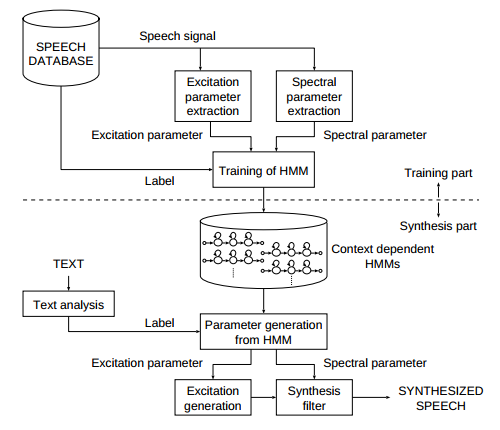 Speech signal
SPEECH
DATABASE
Excitation
parameter
extraction
Spectral
parameter
extraction
Excitation parameter
Spectral parameter
Training of HMM
Label
Training part
Synthesis part
Context dependent
HMMs
TEXT
Text analysis
Label
Parameter generation
from HMM
Excitation parameter
Spectral parameter
Excitation
generation
Synthesis
filter
SYNTHESIZED
SPEECH